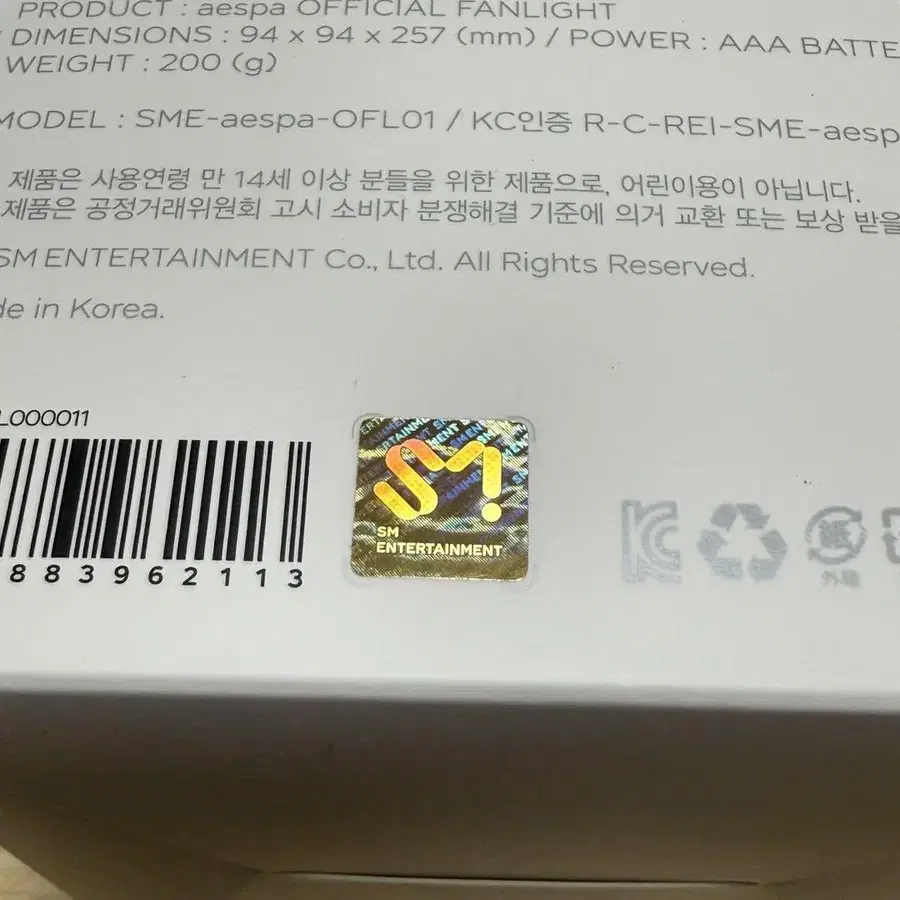 PRODUCT : aespa OFFICIAL FANLIGHT
DIMENSIONS : 94 x 94 x 257 (mm) / POWER : AAA BATTE
WEIGHT : 200 (g)
MODEL : SME-aespa-OFL01 / KC인증 R-C-REI-SME-aesp
제품은 사용연령 만 14세 이상 분들을 위한 제품으로, 어린이용이 아닙니다.
제품은 공정거래위원회 고시 소비자 분쟁해결 기준에 의거 교환 또는 보상 받을
SM ENTERTAINMENT Co., Ltd. All Rights Reserved.
de in Korea.
L000011
883962113
SM
SM
ENTERTAINMENT
KC